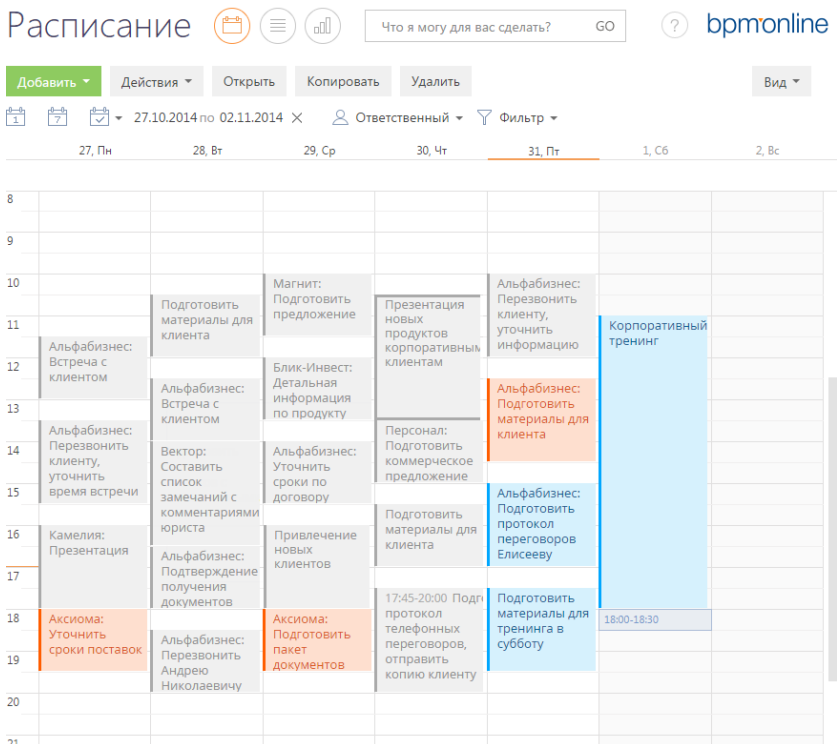 Расписание
Что я могу для вас сделать? GO
?
bpmonline
Добавить
Действия
Открыть
Копировать
Удалить
Вид
1
7
27.10.2014 по 02.11.2014
Ответственный
Фильтр
27, Пн
28, Вт
29, Ср
30, Чт
31, Пт
1, Сб
2, Вс
8
9
10
11
12
13
14
15
16
17
18
19
20
21
Альфабизнес:
Встреча с
клиентом
Альфабизнес:
Перезвонить
клиенту,
уточнить
время встречи
Камелия:
Презентация
Аксиома:
Уточнить
сроки поставок
Подготовить
материалы для
клиента
Альфабизнес:
Встреча с
клиентом
Вектор:
Составить
список
замечаний с
комментариями
юриста
Альфабизнес:
Подтверждение
получения
документов
Альфабизнес:
Перезвонить
Андрею
Николаевичу
Магнит:
Подготовить
предложение
Блик-Инвест:
Детальная
информация
по продукту
Альфабизнес:
Уточнить
сроки по
договору
Привлечение
новых
клиентов
Аксиома:
Подготовить
пакет
документов
Презентация
новых
продуктов
корпоративным
клиентам
Персонал:
Подготовить
коммерческое
предложение
Подготовить
материалы для
клиента
17:45-20:00 Подг
протокол
телефонных
переговоров,
отправить
копию клиенту
Альфабизнес:
Перезвонить
клиенту,
уточнить
информацию
Альфабизнес:
Подготовить
материалы для
клиента
Альфабизнес:
Подготовить
протокол
переговоров
Елисееву
Подготовить
материалы для
тренинга в
субботу
Корпоративный
тренинг
18:00-18:30